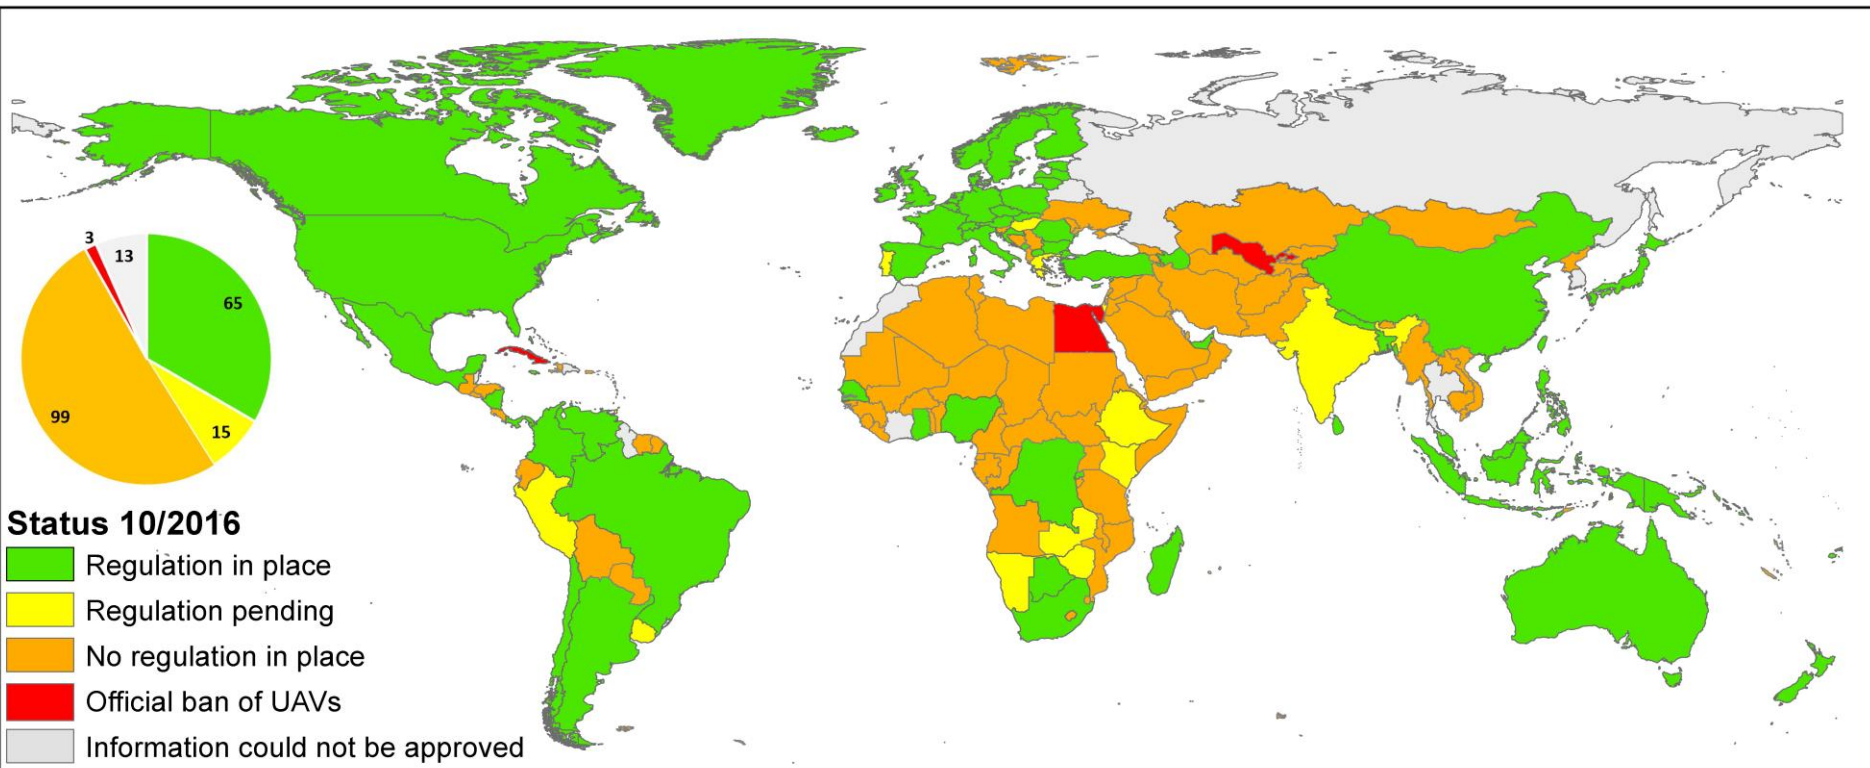 3
13
65
99
15
Status 10/2016
Regulation in place
Regulation pending
No regulation in place
Official ban of UAVs
Information could not be approved